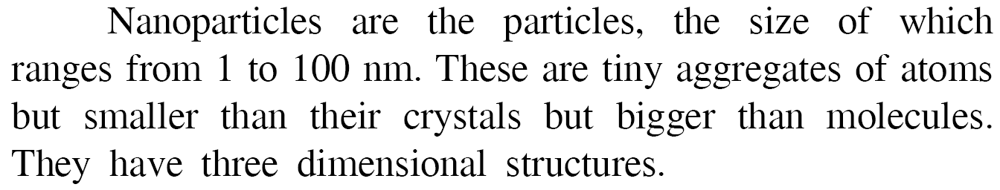 Nanoparticles are the particles, the size of which
ranges from 1 to 100 nm. These are tiny aggregates of atoms
but smaller than their crystals but bigger than molecules.
They have three dimensional structures.